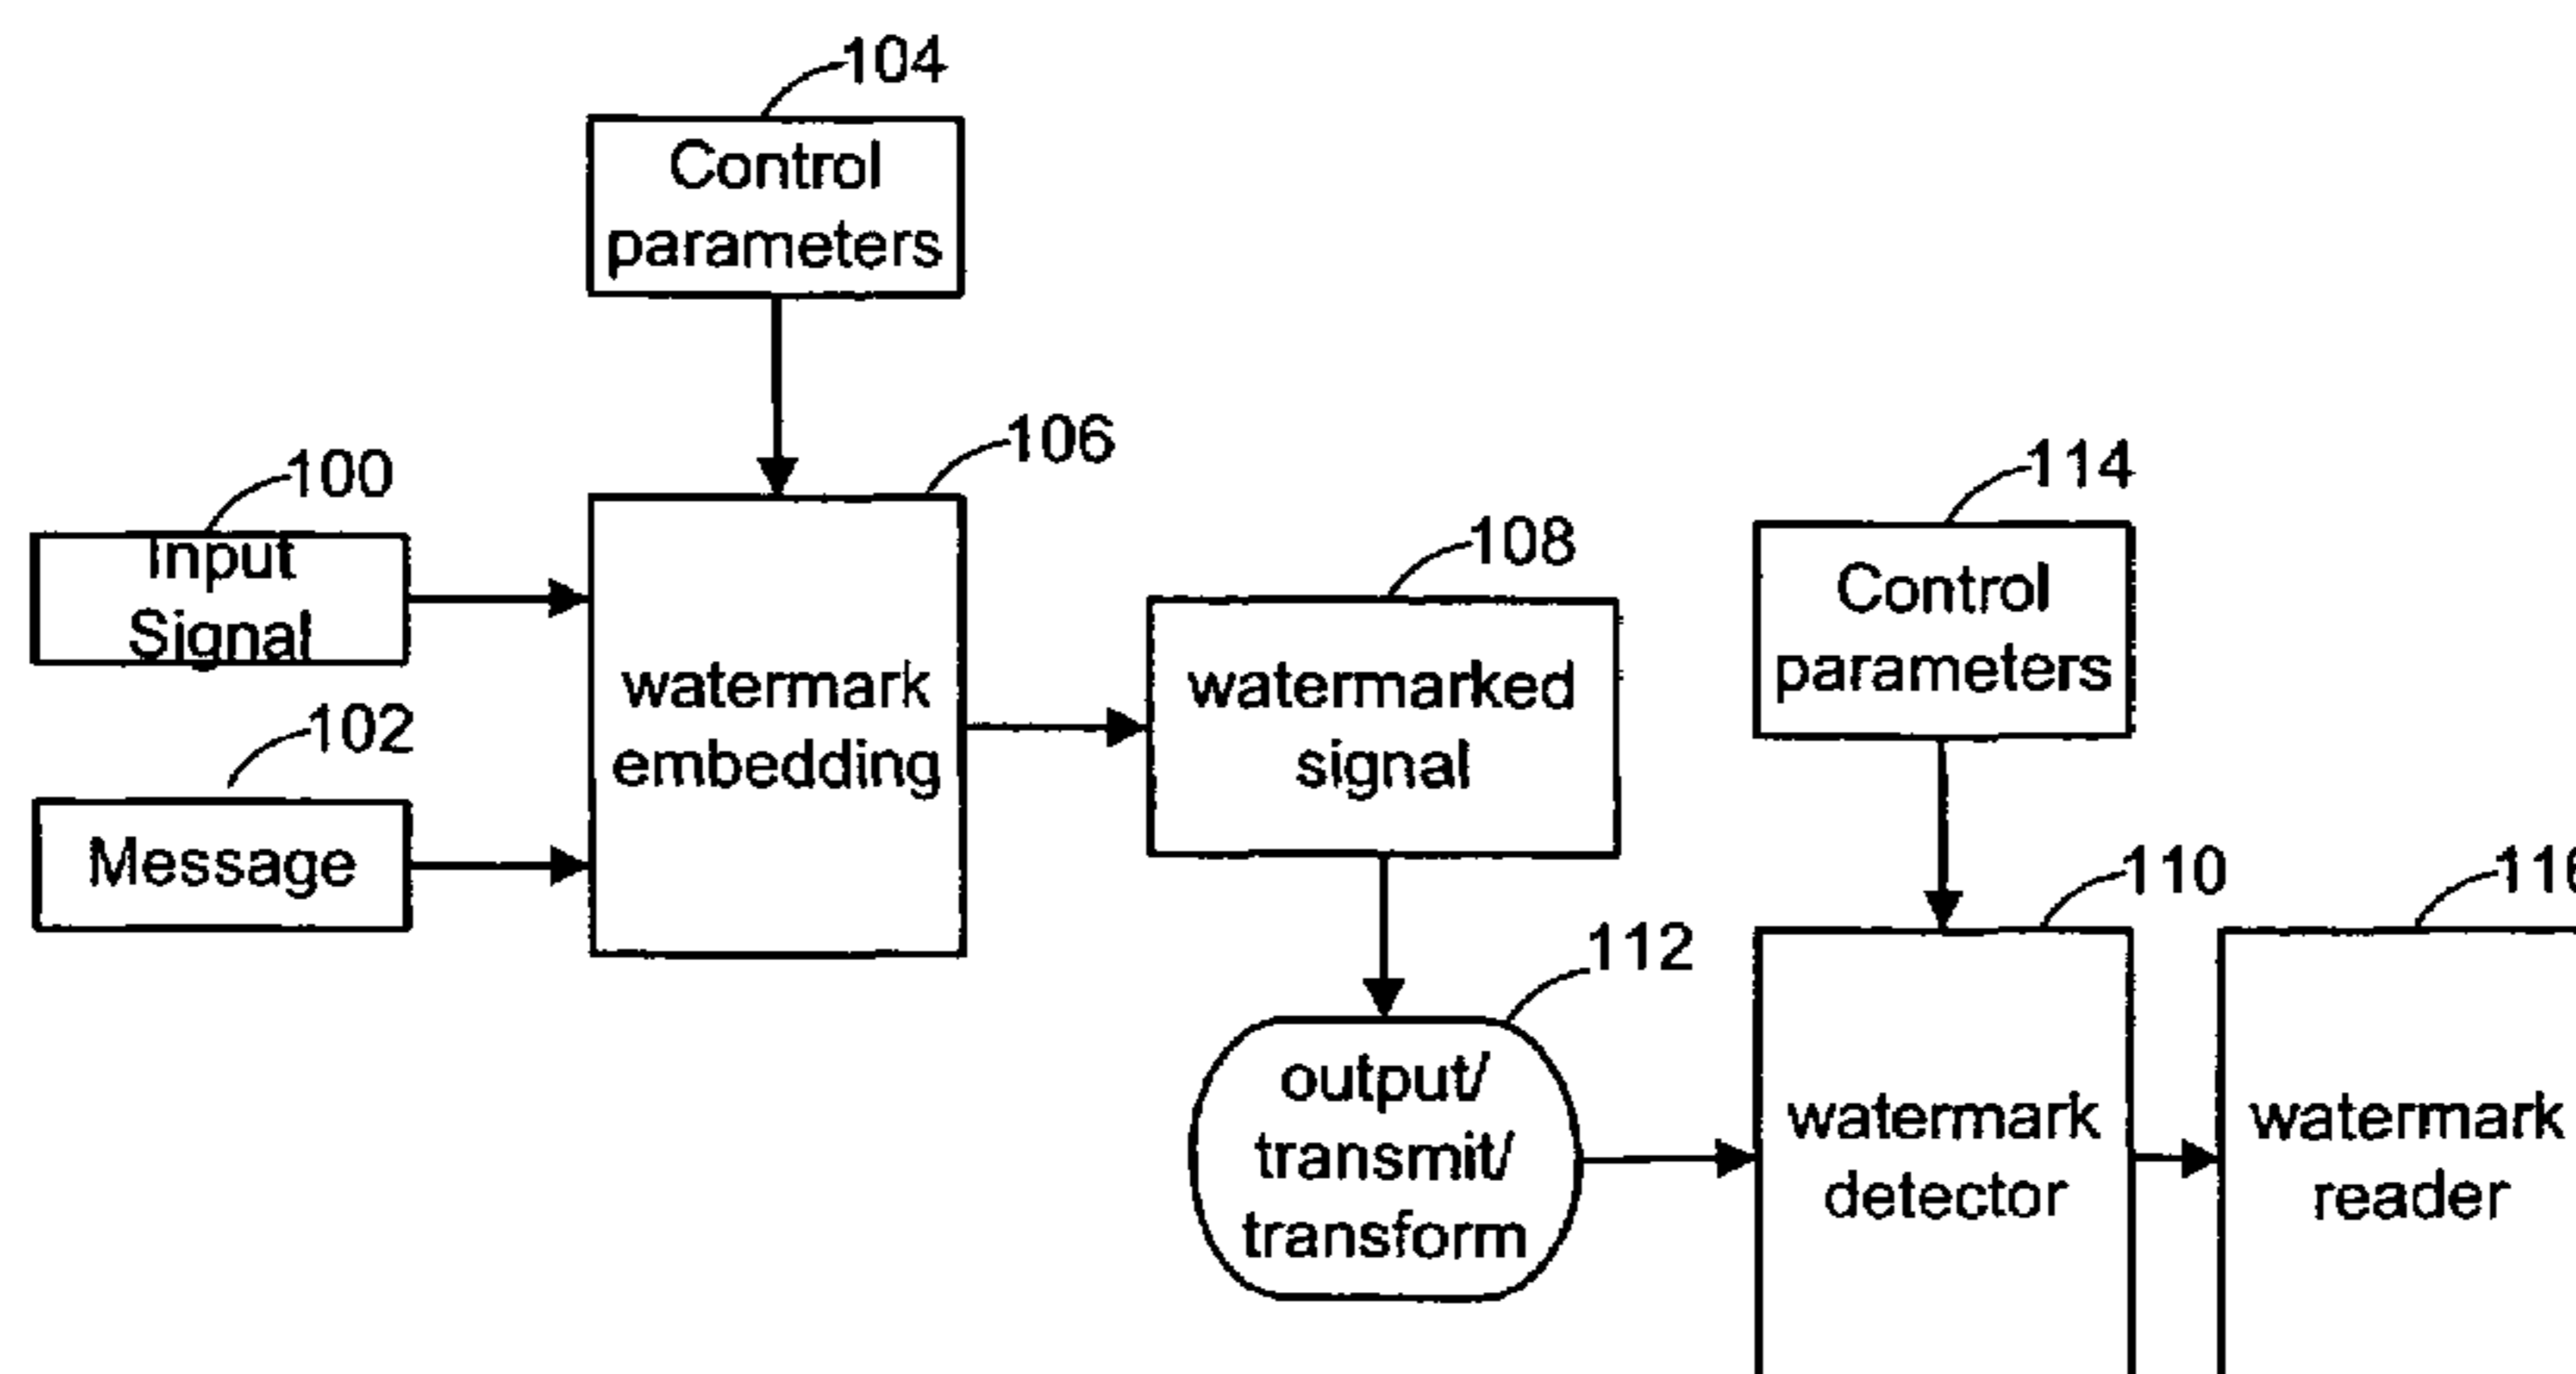 104
Control
parameters
106
100
Input
Signal
102
Message
watermark
embedding
108
watermarked
signal
114
Control
parameters
112
output/
transmit/
transform
110
watermark
detector
116
watermark
reader